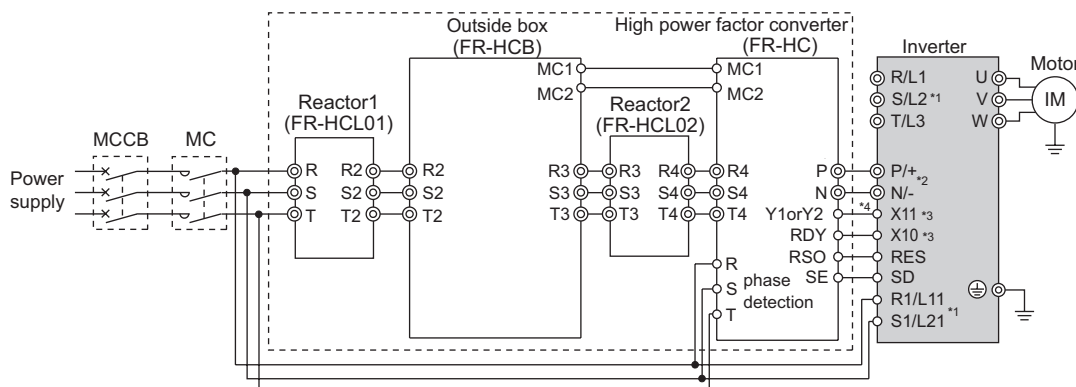 Outside box
(FR-HCB)
High power factor converter
(FR-HC)
Inverter
Motor
MC1
MC1
R/L1
U
MC2
MC2
S/L2 *1
V
IM
Reactor1
(FR-HCL01)
Reactor2
(FR-HCL02)
T/L3
W
MCCB
MC
Power
supply
R
R2
R2
R3
R3
R4
R4
P
P/+
S
S2
S2
S3
S3
S4
S4
N
N/-
*2
T
T2
T2
T3
T3
T4
T4
Y1orY2
*4
X11 *3
RDY
X10 *3
RSO
RES
R
SE
SD
S
phase
detection
T
R1/L11
S1/L21 *1